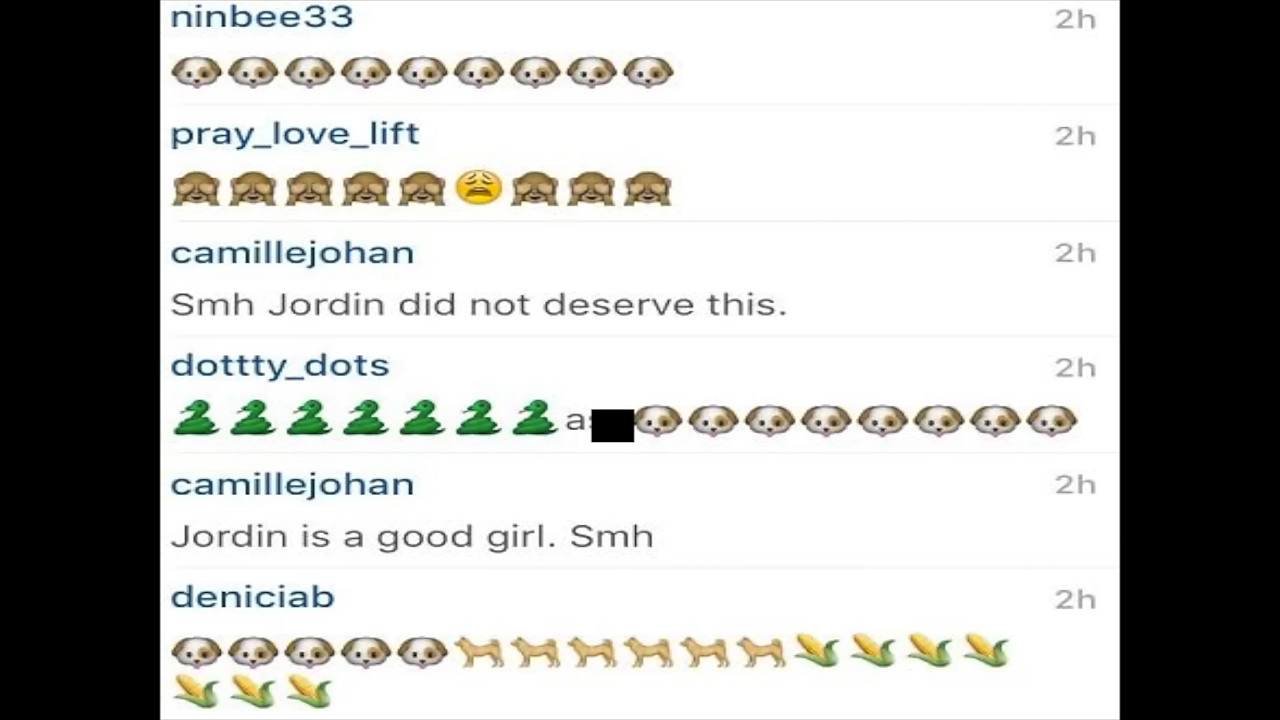 ninbee33 2h
🐶🐶🐶🐶🐶🐶🐶🐶🐶
pray_love_lift 2h
🙈🙈🙈🙈🙈😩🙈🙈🙈
camillejohan 2h
Smh Jordin did not deserve this.
dottty_dots 2h
🐍🐍🐍🐍🐍🐍🐍 🐶🐶🐶🐶🐶🐶🐶🐶
camillejohan 2h
Jordin is a good girl. Smh
deniciab 2h
🐶🐶🐶🐶🐶🐕🐕🐕🐕🐕🐕🌽🌽🌽🌽
🌽🌽🌽